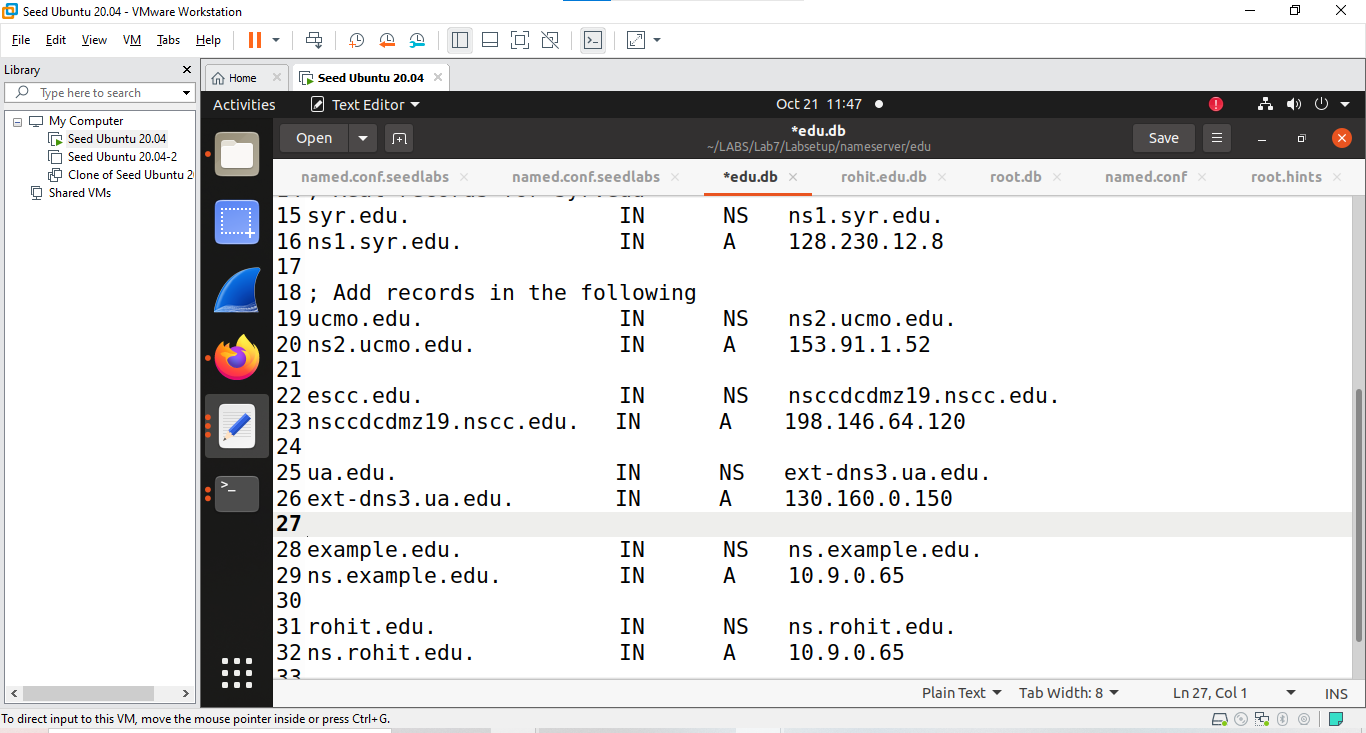 Seed Ubuntu 20.04 - VMware Workstation
File Edit View VM Tabs Help
Library
Type here to search
My Computer
Seed Ubuntu 20.04
Seed Ubuntu 20.04-2
Clone of Seed Ubuntu 2
Shared VMs
Home
Seed Ubuntu 20.04
Activities Text Editor Oct 21 11:47
Open
*edu.db
~/LABS/Lab7/Labsetup/nameserver/edu
Save
named.conf.seedlabs named.conf.seedlabs *edu.db rohit.edu.db root.db named.conf root.hints
15 syr.edu. IN NS ns1.syr.edu.
16 ns1.syr.edu. IN A 128.230.12.8
17
18 ; Add records in the following
19 ucmo.edu. IN NS ns2.ucmo.edu.
20 ns2.ucmo.edu. IN A 153.91.1.52
21
22 escc.edu. IN NS nsccdcdmz19.nscc.edu.
23 nsccdcdmz19.nscc.edu. IN A 198.146.64.120
24
25 ua.edu. IN NS ext-dns3.ua.edu.
26 ext-dns3.ua.edu. IN A 130.160.0.150
27
28 example.edu. IN NS ns.example.edu.
29 ns.example.edu. IN A 10.9.0.65
30
31 rohit.edu. IN NS ns.rohit.edu.
32 ns.rohit.edu. IN A 10.9.0.65
33
Plain Text Tab Width: 8 Ln 27, Col 1 INS
To direct input to this VM, move the mouse pointer inside or press Ctrl+G.